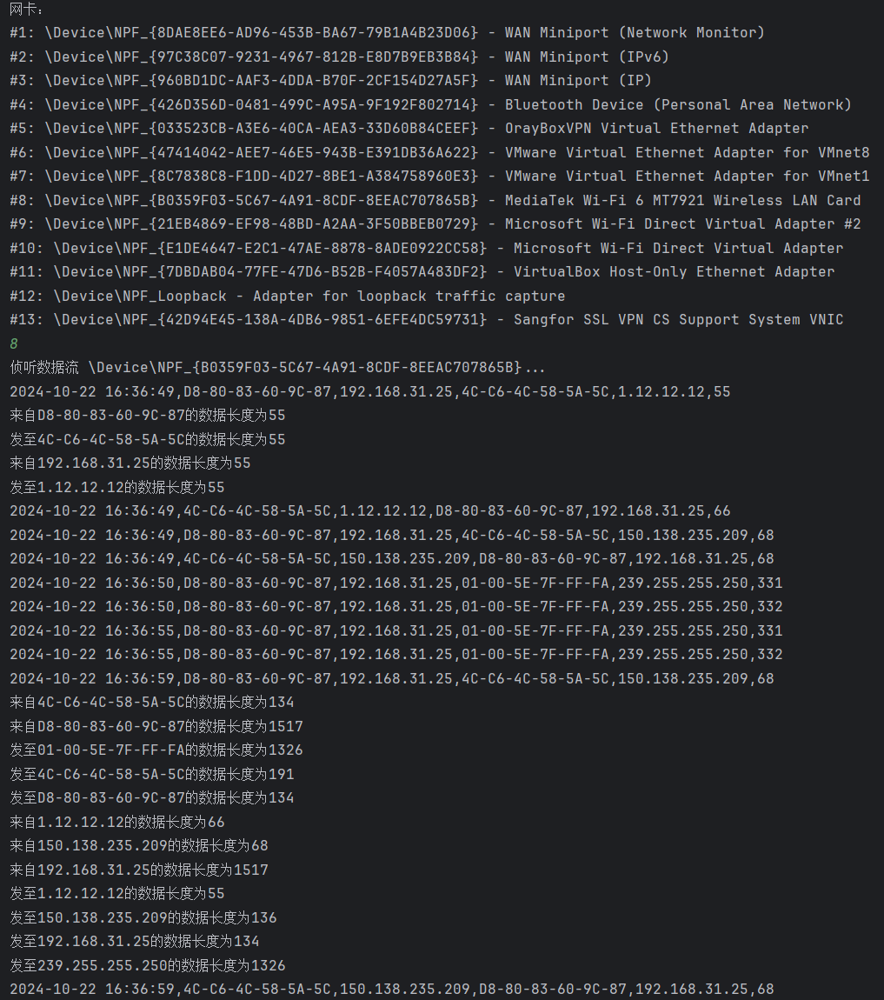 网卡：
#1: \Device\NPF_{8DAE8EE6-AD96-453B-BA67-79B1A4B23D06} - WAN Miniport (Network Monitor)
#2: \Device\NPF_{97C38C07-9231-4967-812B-E8D7B9EB3B84} - WAN Miniport (IPv6)
#3: \Device\NPF_{960BD1DC-AAF3-4DDA-B70F-2CF154D27A5F} - WAN Miniport (IP)
#4: \Device\NPF_{426D356D-0481-499C-A95A-9F192F802714} - Bluetooth Device (Personal Area Network)
#5: \Device\NPF_{033523CB-A3E6-40CA-AEA3-33D60B84CEEF} - OrayBoxVPN Virtual Ethernet Adapter
#6: \Device\NPF_{47414042-AEE7-46E5-943B-E391DB36A622} - VMware Virtual Ethernet Adapter for VMnet8
#7: \Device\NPF_{8C7838C8-F1DD-4D27-8BE1-A384758960E3} - VMware Virtual Ethernet Adapter for VMnet1
#8: \Device\NPF_{B0359F03-5C67-4A91-8CDF-8EEAC707865B} - MediaTek Wi-Fi 6 MT7921 Wireless LAN Card
#9: \Device\NPF_{21EB4869-EF98-48BD-A2AA-3F50BBEB0729} - Microsoft Wi-Fi Direct Virtual Adapter #2
#10: \Device\NPF_{E1DE4647-E2C1-47AE-8878-8ADE0922CC58} - Microsoft Wi-Fi Direct Virtual Adapter
#11: \Device\NPF_{7DBDAB04-77FE-47D6-B52B-F4057A483DF2} - VirtualBox Host-Only Ethernet Adapter
#12: \Device\NPF_Loopback - Adapter for loopback traffic capture
#13: \Device\NPF_{42D94E45-138A-4DB6-9851-6EFE4DC59731} - Sangfor SSL VPN CS Support System VNIC
8
侦听数据流 \Device\NPF_{B0359F03-5C67-4A91-8CDF-8EEAC707865B}...
2024-10-22 16:36:49,D8-80-83-60-9C-87,192.168.31.25,4C-C6-4C-58-5A-5C,1.12.12.12,55
来自D8-80-83-60-9C-87的数据长度为55
发至4C-C6-4C-58-5A-5C的数据长度为55
来自192.168.31.25的数据长度为55
发至1.12.12.12的数据长度为55
2024-10-22 16:36:49,4C-C6-4C-58-5A-5C,1.12.12.12,D8-80-83-60-9C-87,192.168.31.25,66
2024-10-22 16:36:49,D8-80-83-60-9C-87,192.168.31.25,4C-C6-4C-58-5A-5C,150.138.235.209,68
2024-10-22 16:36:49,4C-C6-4C-58-5A-5C,150.138.235.209,D8-80-83-60-9C-87,192.168.31.25,68
2024-10-22 16:36:50,D8-80-83-60-9C-87,192.168.31.25,01-00-5E-7F-FF-FA,239.255.255.250,331
2024-10-22 16:36:50,D8-80-83-60-9C-87,192.168.31.25,01-00-5E-7F-FF-FA,239.255.255.250,332
2024-10-22 16:36:55,D8-80-83-60-9C-87,192.168.31.25,01-00-5E-7F-FF-FA,239.255.255.250,331
2024-10-22 16:36:55,D8-80-83-60-9C-87,192.168.31.25,01-00-5E-7F-FF-FA,239.255.255.250,332
2024-10-22 16:36:59,D8-80-83-60-9C-87,192.168.31.25,4C-C6-4C-58-5A-5C,150.138.235.209,68
来自4C-C6-4C-58-5A-5C的数据长度为134
来自D8-80-83-60-9C-87的数据长度为1517
发至01-00-5E-7F-FF-FA的数据长度为1326
发至4C-C6-4C-58-5A-5C的数据长度为191
发至D8-80-83-60-9C-87的数据长度为134
来自1.12.12.12的数据长度为66
来自150.138.235.209的数据长度为68
来自192.168.31.25的数据长度为1517
发至1.12.12.12的数据长度为55
发至150.138.235.209的数据长度为136
发至192.168.31.25的数据长度为134
发至239.255.255.250的数据长度为1326
2024-10-22 16:36:59,4C-C6-4C-58-5A-5C,150.138.235.209,D8-80-83-60-9C-87,192.168.31.25,68